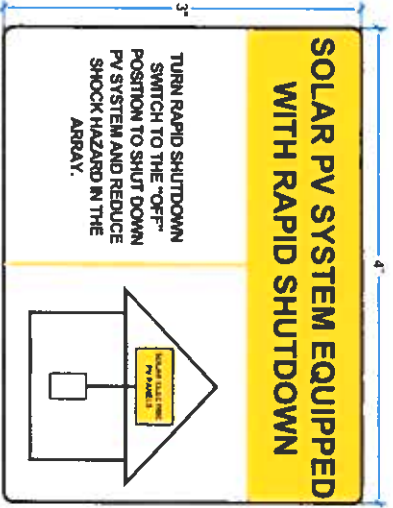 3"
4"
SOLAR PV SYSTEM EQUIPPED
WITH RAPID SHUTDOWN
TURN RAPID SHUTDOWN
SWITCH TO THE "OFF"
POSITION TO SHUT DOWN
PV SYSTEM AND REDUCE
SHOCK HAZARD IN THE
ARRAY.
SOLAR ELECTRIC
PV PANELS